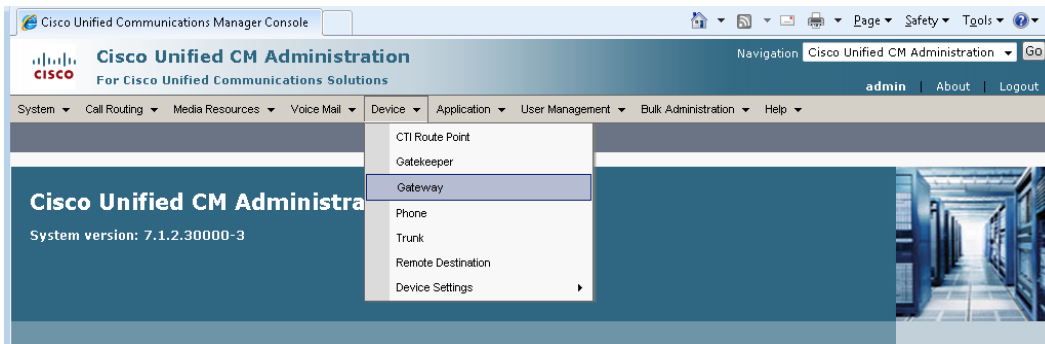 Cisco Unified Communications Manager Console
Page Safety Tools
CISCO
Cisco Unified CM Administration
For Cisco Unified Communications Solutions
Navigation Cisco Unified CM Administration Go
admin | About | Logout
System Call Routing Media Resources Voice Mail Device Application User Management Bulk Administration Help
CTI Route Point
Gatekeeper
Gateway
Phone
Trunk
Remote Destination
Device Settings
Cisco Unified CM Administra
System version: 7.1.2.30000-3